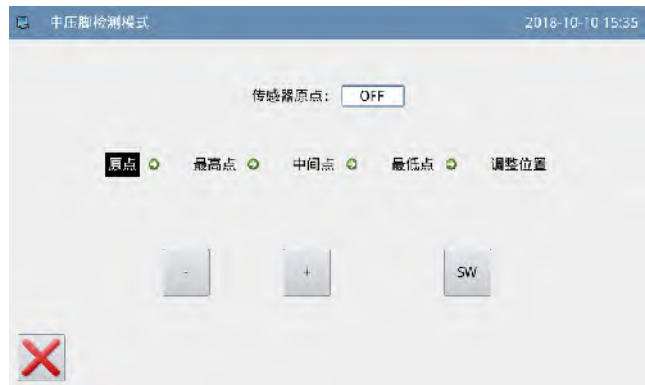 中压脚检测模式 2018-10-10 15:35
传感器原点: OFF
原点 最高点 中间点 最低点 调整位置
- + SW